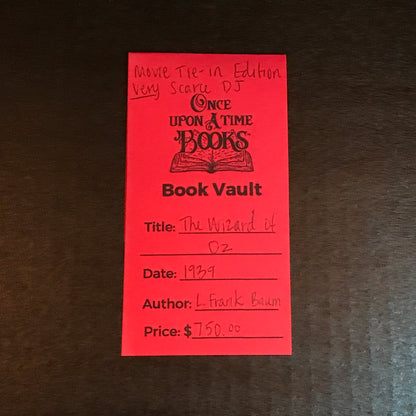 Movie Tie-in Edition
Very Scarce DJ
ONCE
UPON A TIME
BOOKS
Book Vault
Title: The Wizard of
Oz
Date: 1939
Author: L. Frank Baum
Price: $750.00